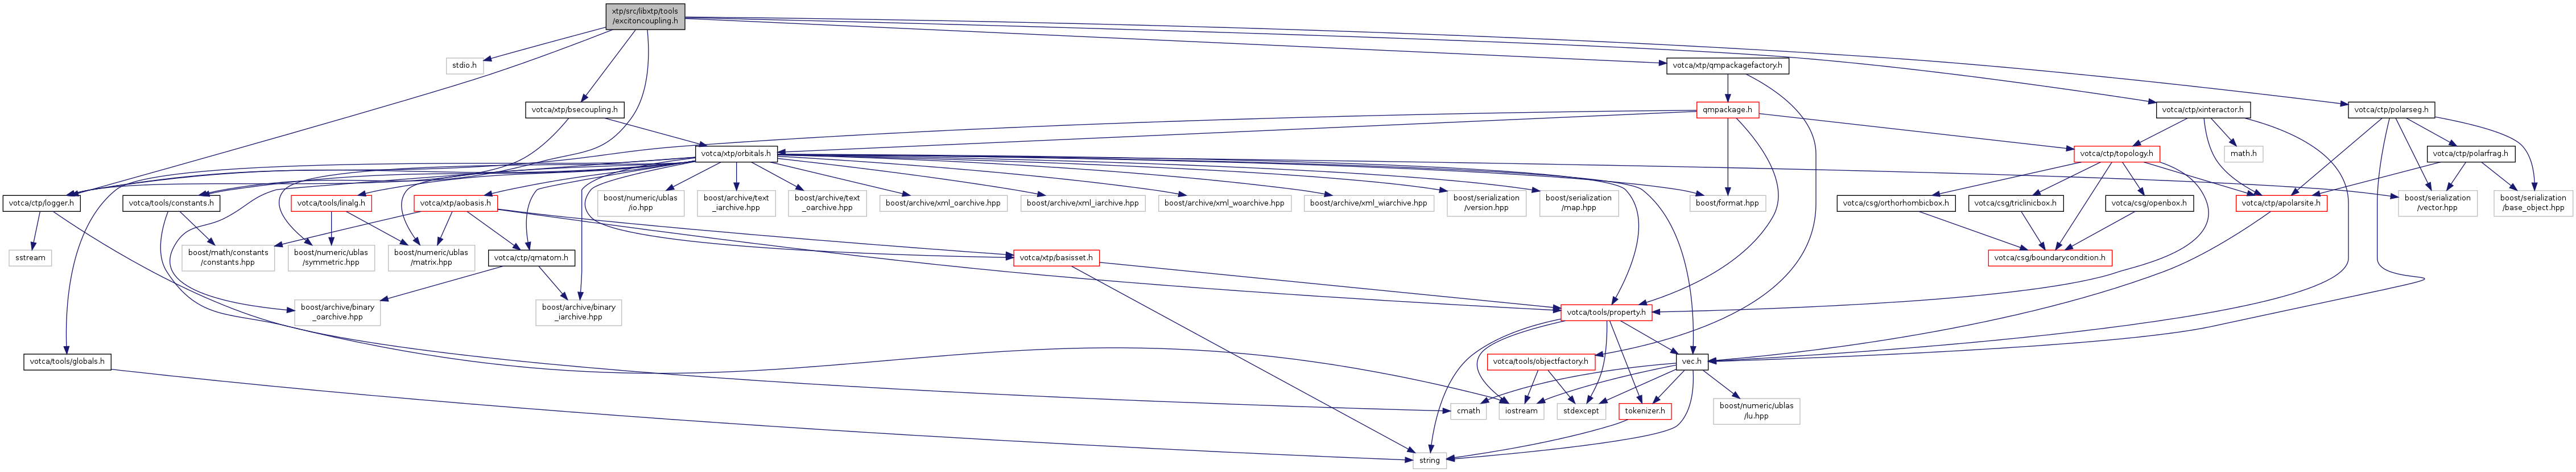 xtp/src/libxtp/tools
/excitoncoupling.h
stdio.h
votca/xtp/qmpackagefactory.h
votca/xtp/bsecoupling.h
qmpackage.h
votca/ctp/xinteractor.h
votca/ctp/polarseg.h
votca/xtp/orbitals.h
votca/ctp/topology.h
math.h
votca/ctp/polarfrag.h
votca/ctp/logger.h
votca/tools/constants.h
votca/tools/linalg.h
votca/xtp/aobasis.h
boost/numeric/ublas
/io.hpp
boost/archive/text
_iarchive.hpp
boost/archive/text
_oarchive.hpp
boost/archive/xml_oarchive.hpp
boost/archive/xml_iarchive.hpp
boost/archive/xml_woarchive.hpp
boost/archive/xml_wiarchive.hpp
boost/serialization
/version.hpp
boost/serialization
/map.hpp
boost/format.hpp
votca/csg/orthorhombicbox.h
votca/csg/triclinicbox.h
votca/csg/openbox.h
votca/ctp/apolarsite.h
boost/serialization
/vector.hpp
boost/serialization
/base_object.hpp
sstream
boost/math/constants
/constants.hpp
boost/numeric/ublas
/symmetric.hpp
boost/numeric/ublas
/matrix.hpp
votca/ctp/qmatom.h
votca/xtp/basisset.h
votca/csg/boundarycondition.h
boost/archive/binary
_oarchive.hpp
boost/archive/binary
_iarchive.hpp
votca/tools/property.h
votca/tools/globals.h
votca/tools/objectfactory.h
vec.h
cmath
iostream
stdexcept
tokenizer.h
boost/numeric/ublas
/lu.hpp
string